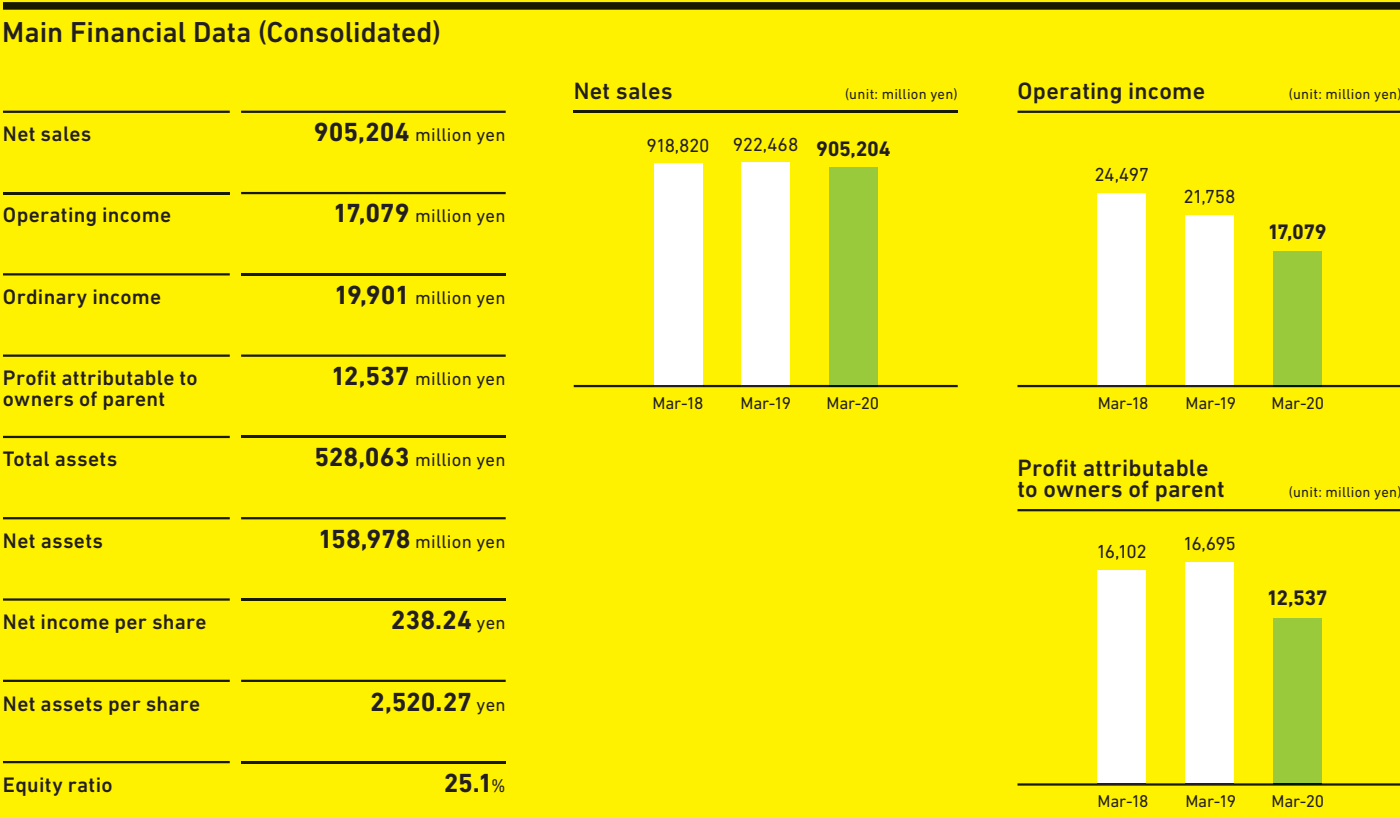 Main Financial Data (Consolidated)
Net sales 905,204 million yen
Operating income 17,079 million yen
Ordinary income 19,901 million yen
Profit attributable to
owners of parent 12,537 million yen
Total assets 528,063 million yen
Net assets 158,978 million yen
Net income per share 238.24 yen
Net assets per share 2,520.27 yen
Equity ratio 25.1%
Net sales (unit: million yen)
918,820 922,468 905,204
Mar-18 Mar-19 Mar-20
Operating income (unit: million yen)
24,497 21,758 17,079
Mar-18 Mar-19 Mar-20
Profit attributable
to owners of parent (unit: million yen)
16,102 16,695 12,537
Mar-18 Mar-19 Mar-20